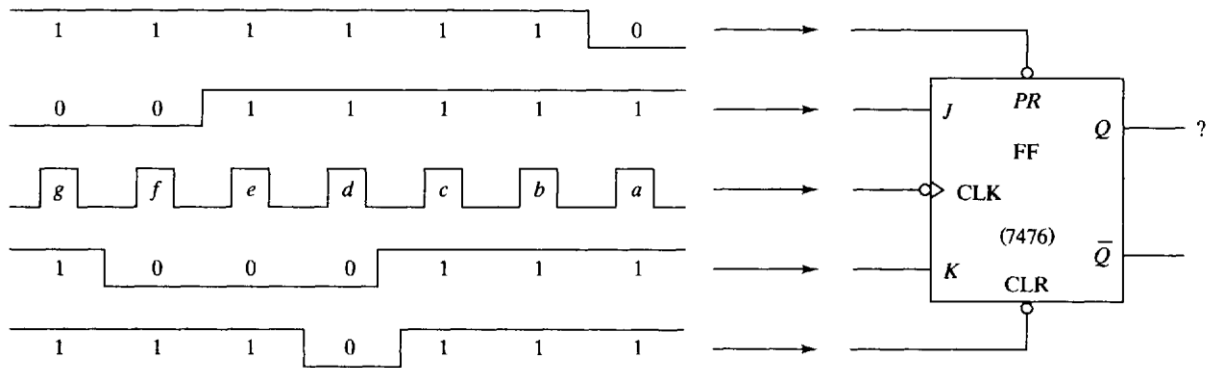 1 1 1 1 1 1 0
0 0 1 1 1 1 1
J PR Q ?
FF
g f e d c b a
CLK
(7476)
1 0 0 0 1 1 1
K Q̅
CLR
1 1 1 0 1 1 1